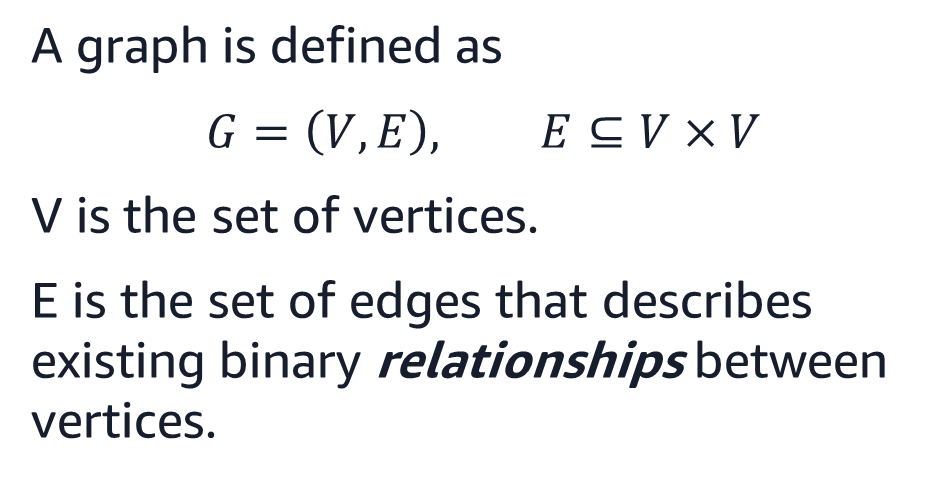 A graph is defined as
G = (V, E), E ⊆ V × V
V is the set of vertices.
E is the set of edges that describes
existing binary relationships between
vertices.